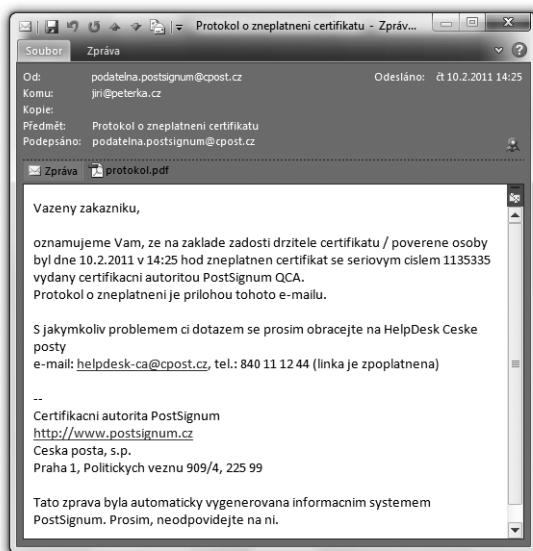 Protokol o zneplatneni certifikatu - Zpráv...
Soubor Zpráva
Od: podatelna.postsignum@cpost.cz Odesláno: čt 10.2.2011 14:25
Komu: jiri@peterka.cz
Kopie:
Předmět: Protokol o zneplatneni certifikatu
Podepsáno: podatelna.postsignum@cpost.cz
Zpráva protokol.pdf
Vazeny zakazniku,
oznamujeme Vam, ze na zaklade zadosti drzitele certifikatu / poverene osoby
byl dne 10.2.2011 v 14:25 hod zneplatnen certifikat se seriovym cislem 1135335
vydany certifikacni autoritou PostSignum QCA.
Protokol o zneplatneni je prilohou tohoto e-mailu.
S jakymkoliv problemem ci dotazem se prosim obracejte na HelpDesk Ceske
posty
e-mail: helpdesk-ca@cpost.cz, tel.: 840 11 12 44 (linka je zpoplatnena)
--
Certifikacni autorita PostSignum
http://www.postsignum.cz
Ceska posta, s.p.
Praha 1, Politickych veznu 909/4, 225 99
Tato zprava byla automaticky vygenerovana informacnim systemem
PostSignum. Prosim, neodpovidejte na ni.